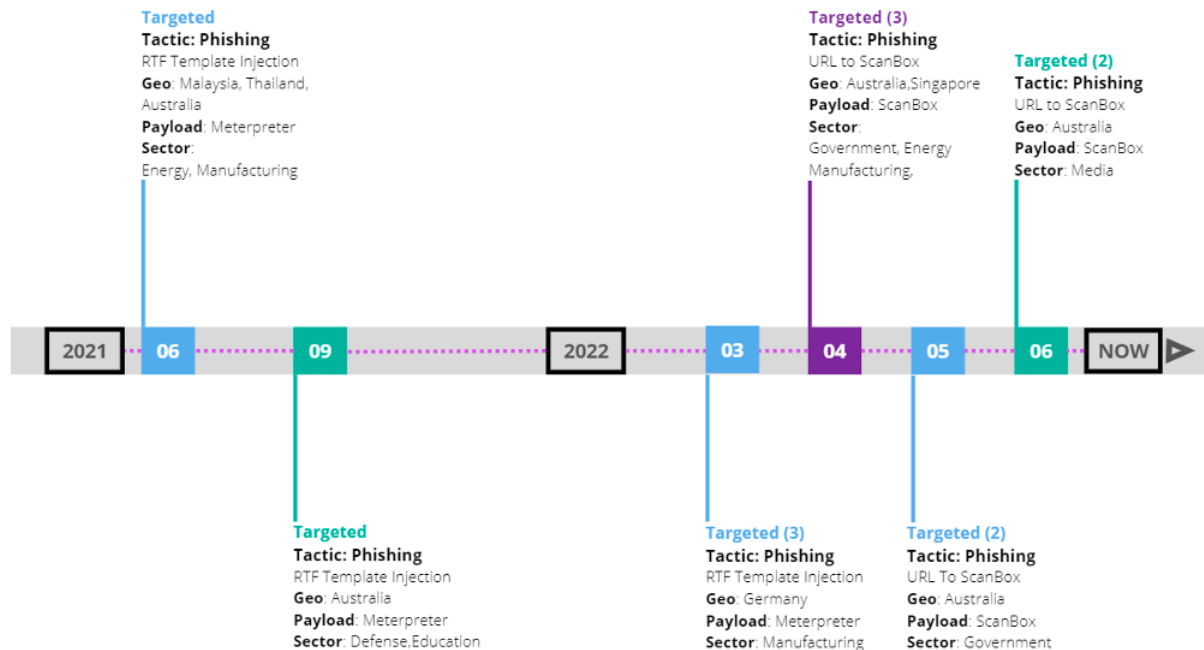 Targeted
Tactic: Phishing
RTF Template Injection
Geo: Malaysia, Thailand,
Australia
Payload: Meterpreter
Sector:
Energy, Manufacturing
Targeted (3)
Tactic: Phishing
URL to ScanBox
Geo: Australia,Singapore
Payload: ScanBox
Sector:
Government, Energy
Manufacturing,
Targeted (2)
Tactic: Phishing
URL to ScanBox
Geo: Australia
Payload: ScanBox
Sector: Media
2021
06
09
2022
03
04
05
06
NOW
Targeted
Tactic: Phishing
RTF Template Injection
Geo: Australia
Payload: Meterpreter
Sector: Defense,Education
Targeted (3)
Tactic: Phishing
RTF Template Injection
Geo: Germany
Payload: Meterpreter
Sector: Manufacturing
Targeted (2)
Tactic: Phishing
URL To ScanBox
Geo: Australia
Payload: ScanBox
Sector: Government